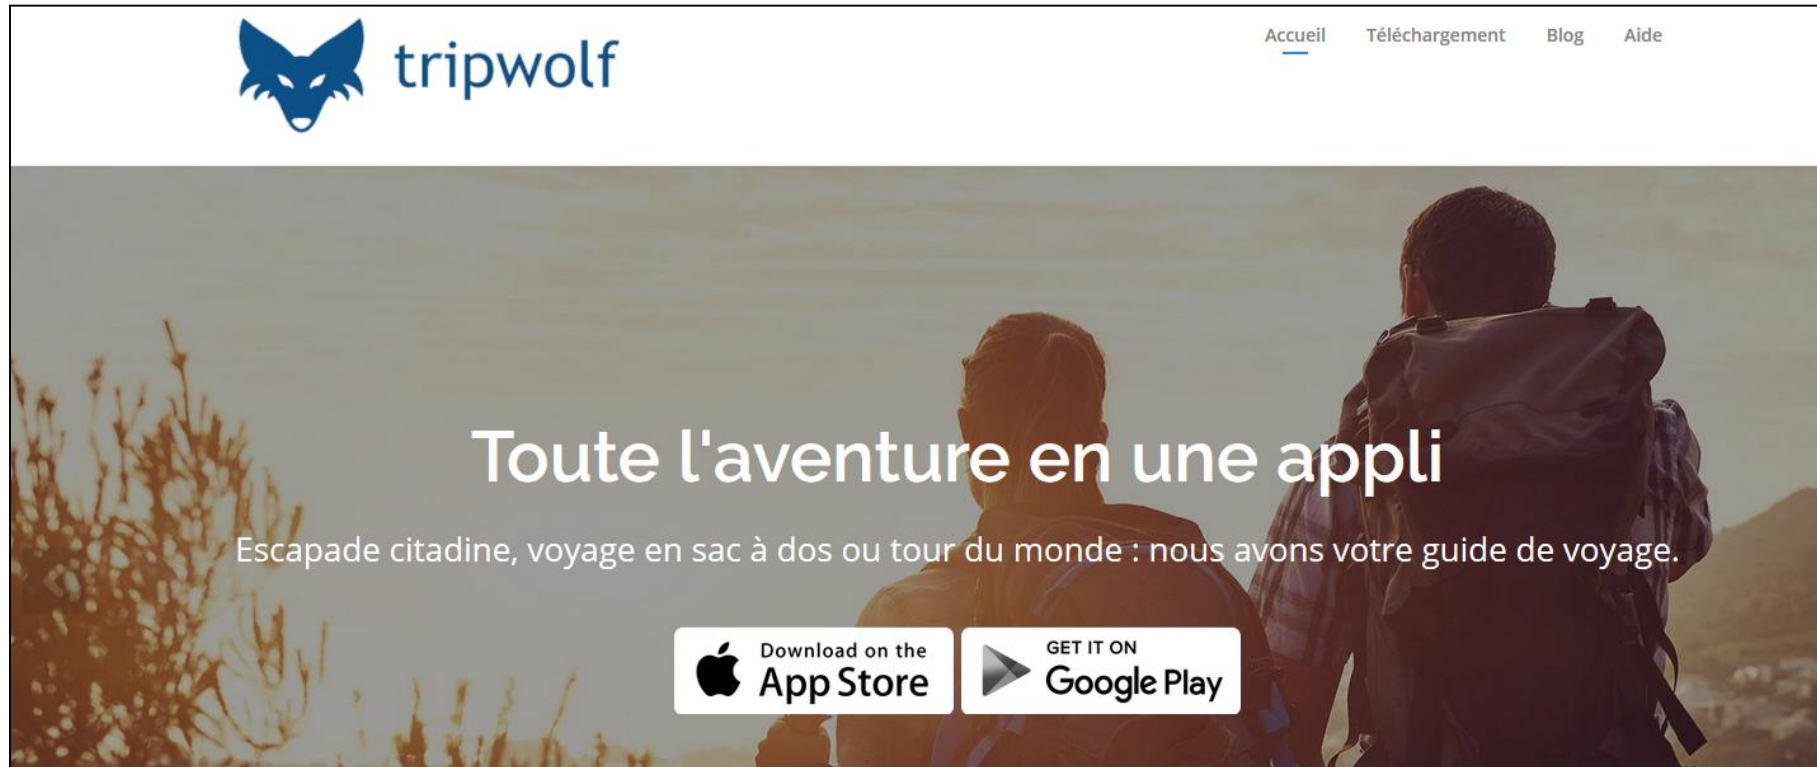 tripwolf
Accueil Téléchargement Blog Aide
Toute l'aventure en une appli
Escapade citadine, voyage en sac à dos ou tour du monde : nous avons votre guide de voyage.
Download on the
App Store
GET IT ON
Google Play